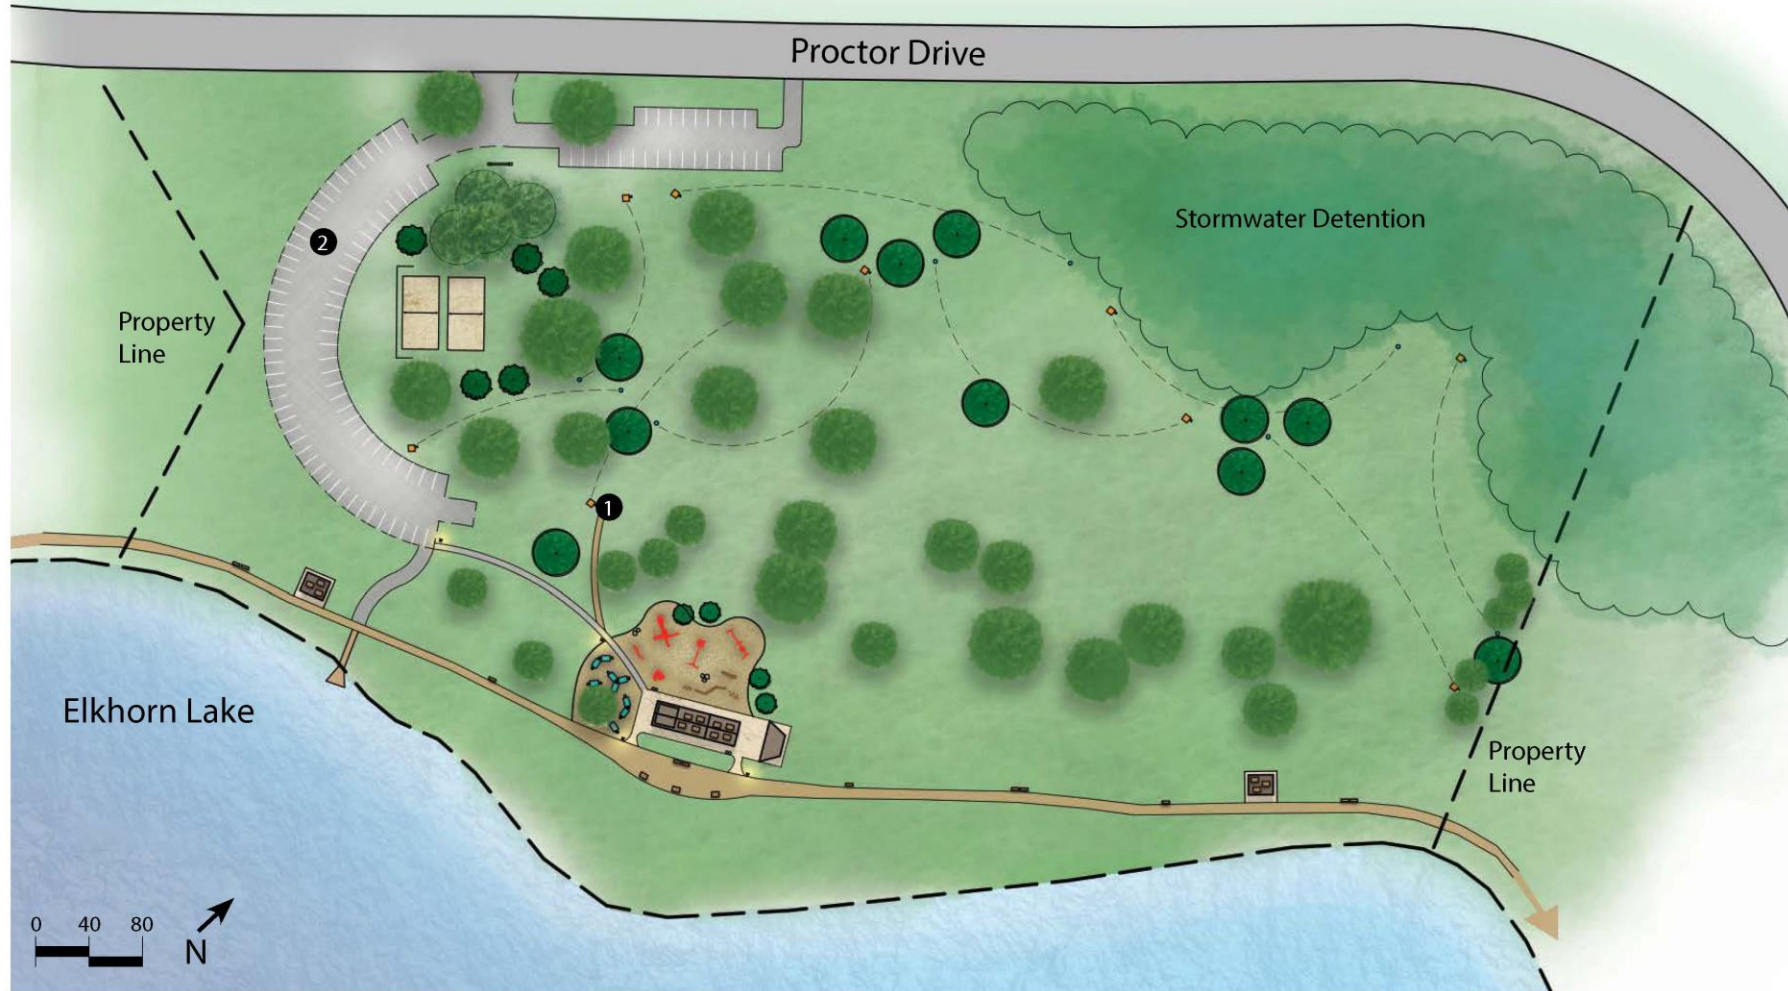 Proctor Drive
Stormwater Detention
2
Property
Line
1
Elkhorn Lake
Property
Line
0 40 80
N